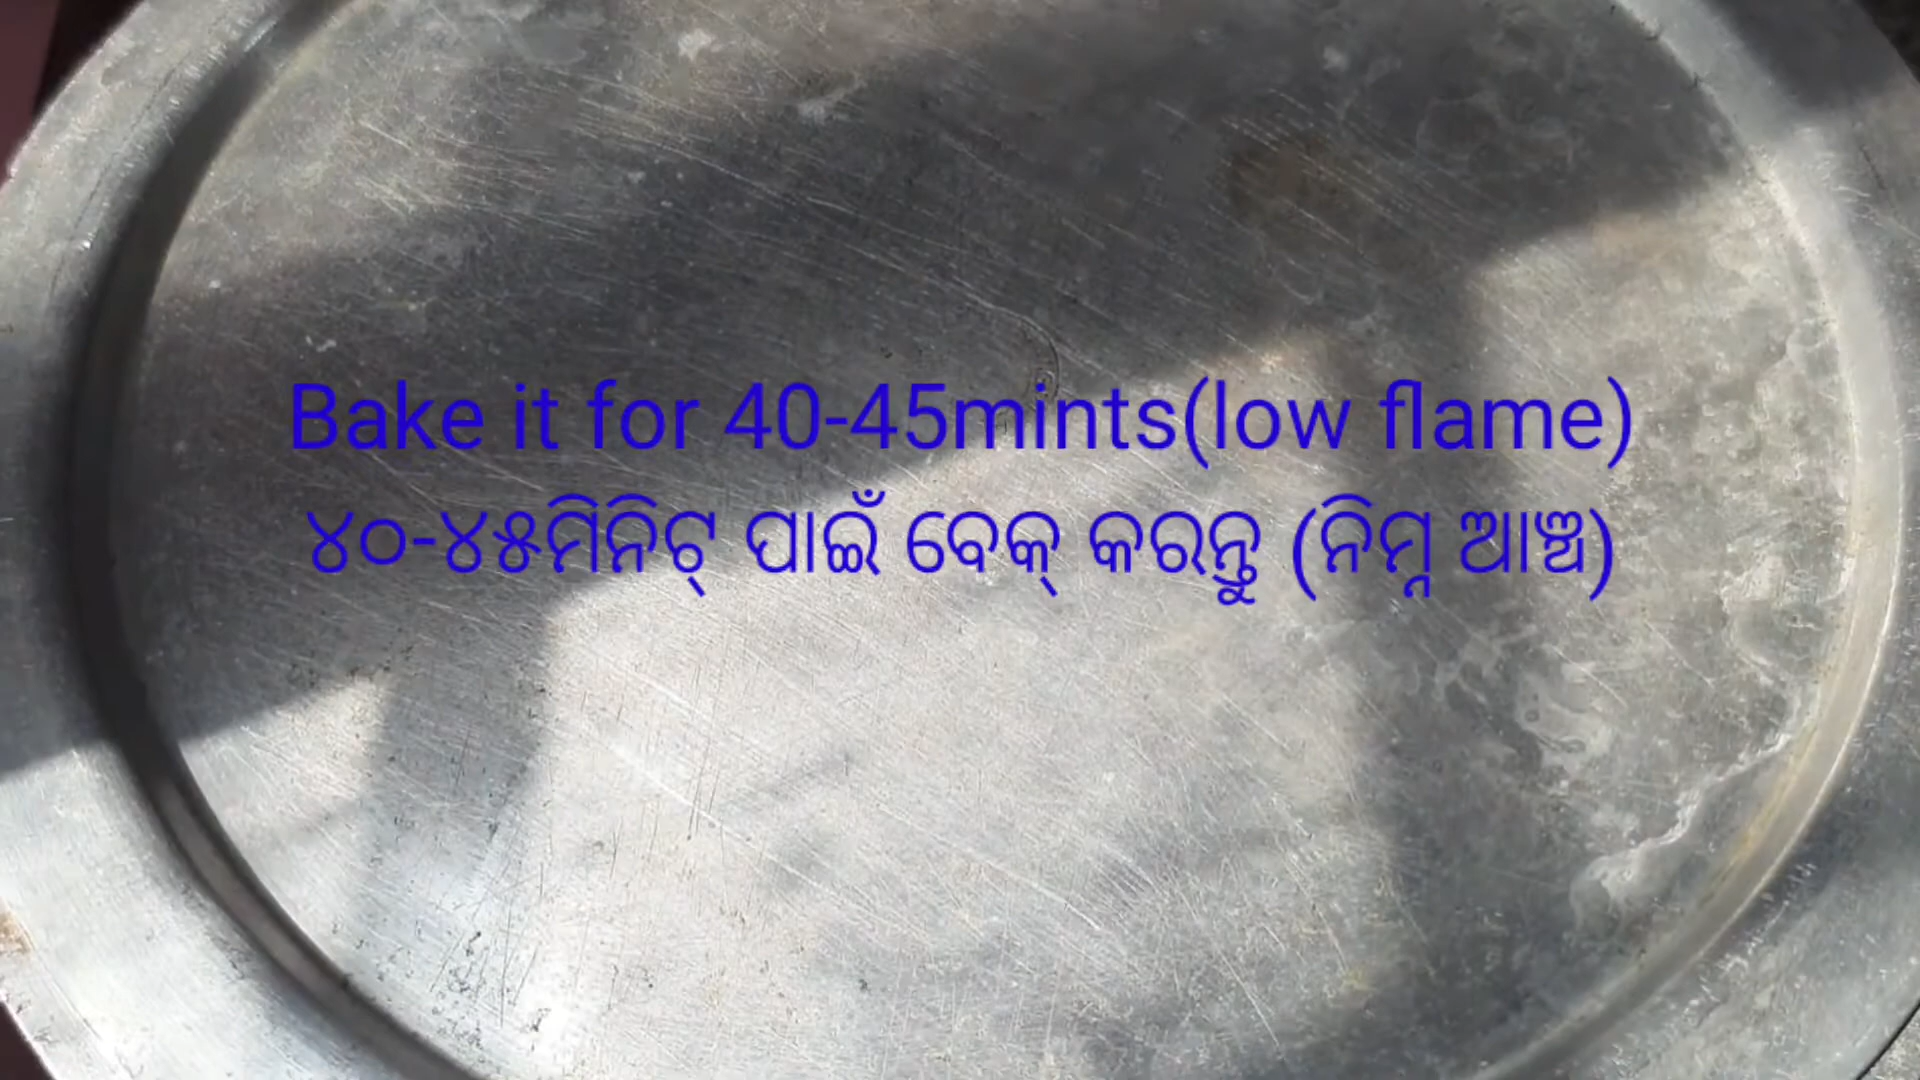 Bake it for 40-45mints(low flame)
୪୦-୪୫ମିନିଟ୍ ପାଇଁ ବେକ୍ କରନ୍ତୁ (ନିମ୍ନ ଆଞ୍ଚ)